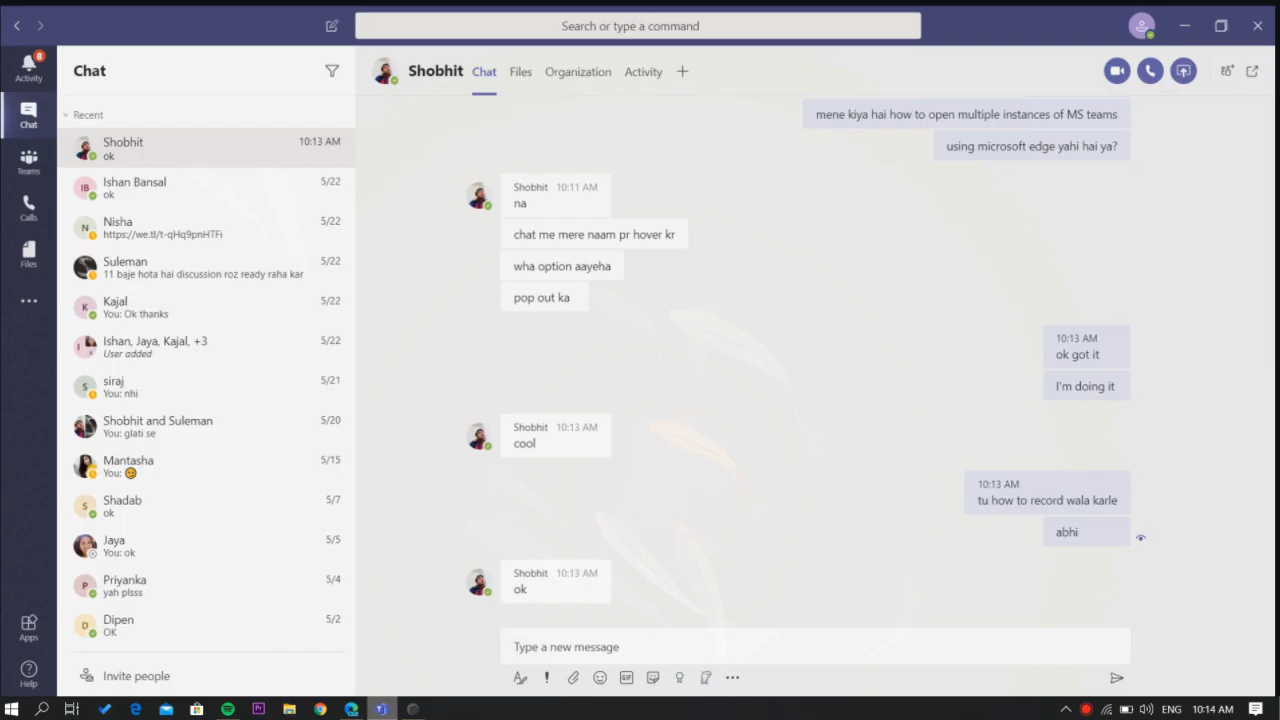 Search or type a command
8
Activity
Chat
Teams
Calls
Files
Apps
Help
Chat
Recent
Shobhit 10:13 AM
ok
IB
Ishan Bansal 5/22
ok
N
Nisha 5/22
https://we.tl/t-qHq9pnHTFi
Suleman 5/22
11 baje hota hai discussion roz ready raha kar
K
Kajal 5/22
You: Ok thanks
I
Ishan, Jaya, Kajal, +3 5/22
User added
S
siraj 5/21
You: nhi
Shobhit and Suleman 5/20
You: glati se
Mantasha 5/15
You: 
S
Shadab 5/7
ok
Jaya 5/5
You: ok
P
Priyanka 5/4
yah plsss
D
Dipen 5/2
OK
Invite people
Shobhit Chat Files Organization Activity
mene kiya hai how to open multiple instances of MS teams
using microsoft edge yahi hai ya?
Shobhit 10:11 AM
na
chat me mere naam pr hover kr
wha option aayeha
pop out ka
10:13 AM
ok got it
I'm doing it
Shobhit 10:13 AM
cool
10:13 AM
tu how to record wala karle
abhi
Shobhit 10:13 AM
ok
Type a new message
GIF
Pr
ENG 10:14 AM